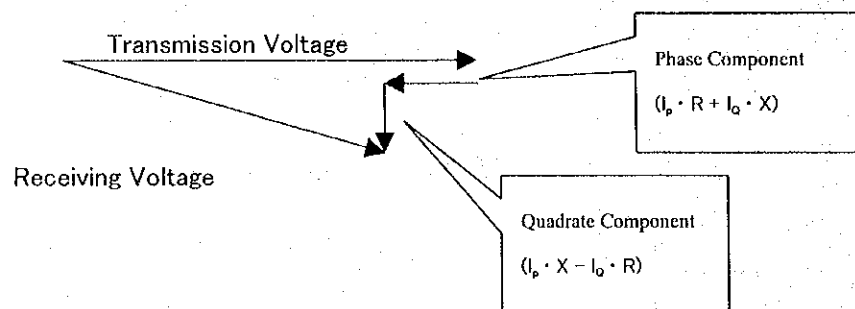 Transmission Voltage
Phase Component
(Ip · R + IQ · X)
Receiving Voltage
Quadrate Component
(Ip · X − IQ · R)